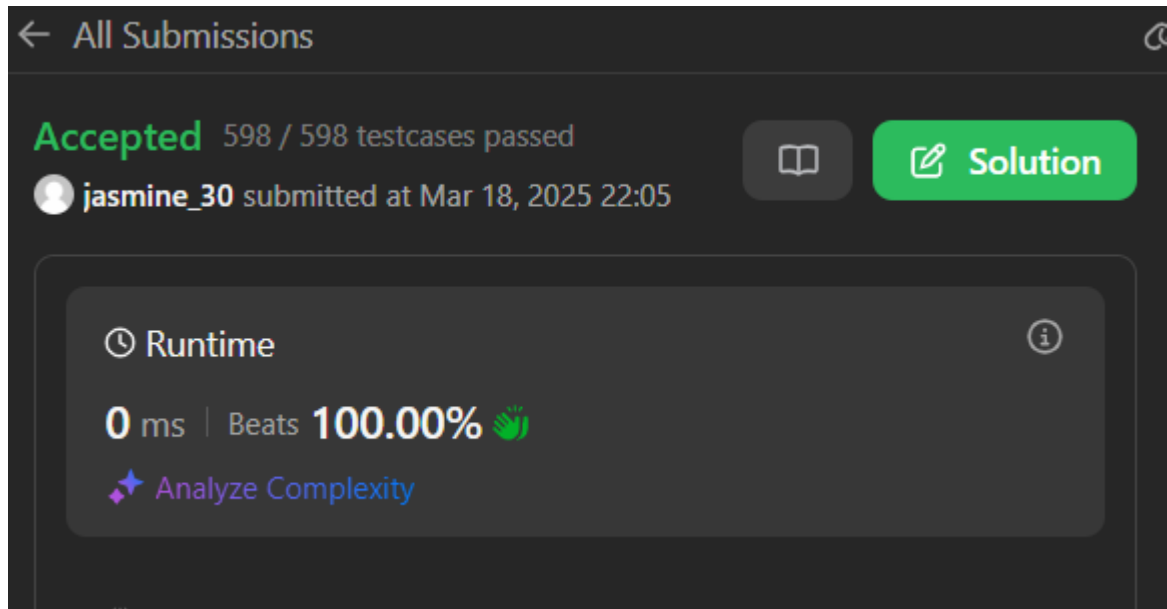 All Submissions
Accepted 598 / 598 testcases passed
jasmine_30 submitted at Mar 18, 2025 22:05
Solution
Runtime
0 ms | Beats 100.00%
Analyze Complexity